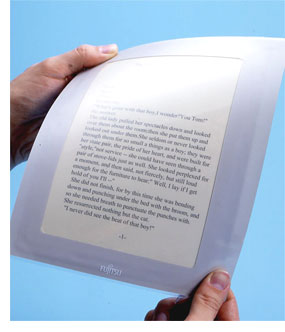 gone with that boy, I wonder? You Tom!"
The old lady pulled her spectacles down and looked
over them about the room; then she put them up and
looked out under them. She seldom or never looked
through them for so small a thing as a boy; they were
her state pair, the pride of her heart, and were built for
"style," not service -- she could have seen through a
pair of stove-lids just as well. She looked perplexed for
a moment, and then said, not fiercely, but still loud
enough for the furniture to hear: "Well, I lay if I get
hold of you I'll --"
She did not finish, for by this time she was bending
down and punching under the bed with the broom, and
so she needed breath to punctuate the punches with.
She resurrected nothing but the cat.
"I never did see the beat of that boy!"
-1-
FUJITSU